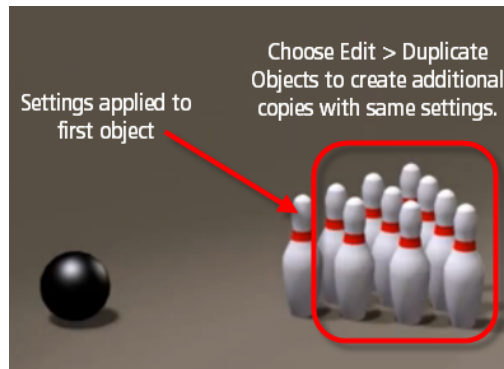 Choose Edit > Duplicate
Objects to create additional
copies with same settings.
Settings applied to
first object